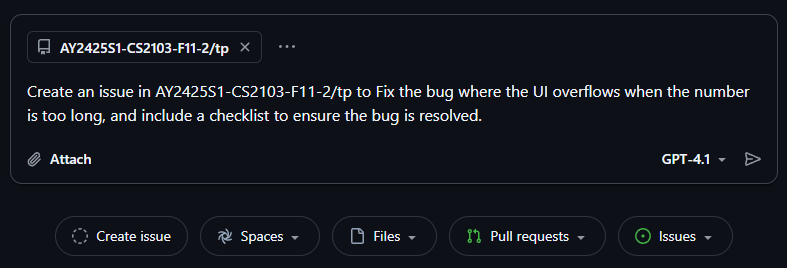 AY2425S1-CS2103-F11-2/tp
Create an issue in AY2425S1-CS2103-F11-2/tp to Fix the bug where the UI overflows when the number
is too long, and include a checklist to ensure the bug is resolved.
Attach GPT-4.1
Create issue Spaces Files Pull requests Issues